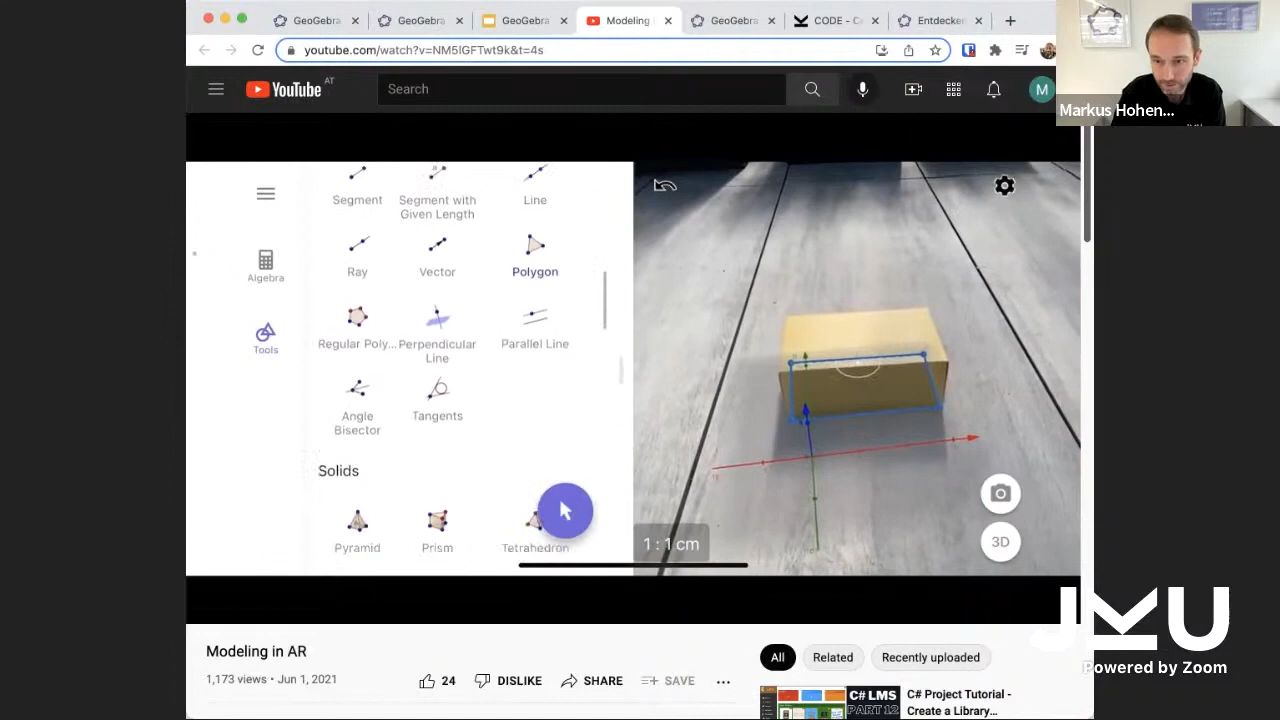 GeoGebra
GeoGebra
GeoGebra
Modeling
GeoGebra
CODE - C
Entdecke
youtube.com/watch?v=NM5IGFTwt9k&t=4s
YouTube AT
Search
M
Markus Hohen...
Segment
Segment with
Given Length
Line
Algebra
Ray
Vector
Polygon
Tools
Regular Poly...
Perpendicular
Line
Parallel Line
Angle
Bisector
Tangents
Solids
Pyramid
Prism
Tetrahedron
1 : 1 cm
3D
JMU
Powered by Zoom
Modeling in AR
1,173 views • Jun 1, 2021
24
DISLIKE
SHARE
SAVE
All
Related
Recently uploaded
C# LMS
PART 12
C# Project Tutorial -
Create a Library...